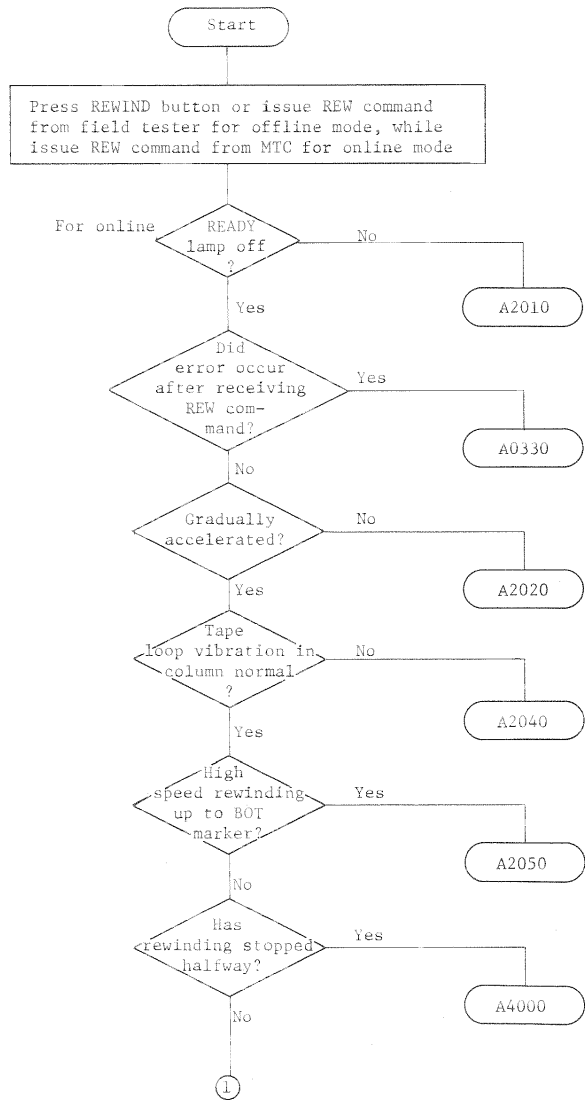 Start
Press REWIND button or issue REW command
from field tester for offline mode, while
issue REW command from MTC for online mode
For online
READY
lamp off
?
No
A2010
Yes
Did
error occur
after receiving
REW com-
mand?
Yes
A0330
No
Gradually
accelerated?
No
A2020
Yes
Tape
loop vibration in
column normal
?
No
A2040
Yes
High
speed rewinding
up to BOT
marker?
Yes
A2050
No
Has
rewinding stopped
halfway?
Yes
A4000
No
1